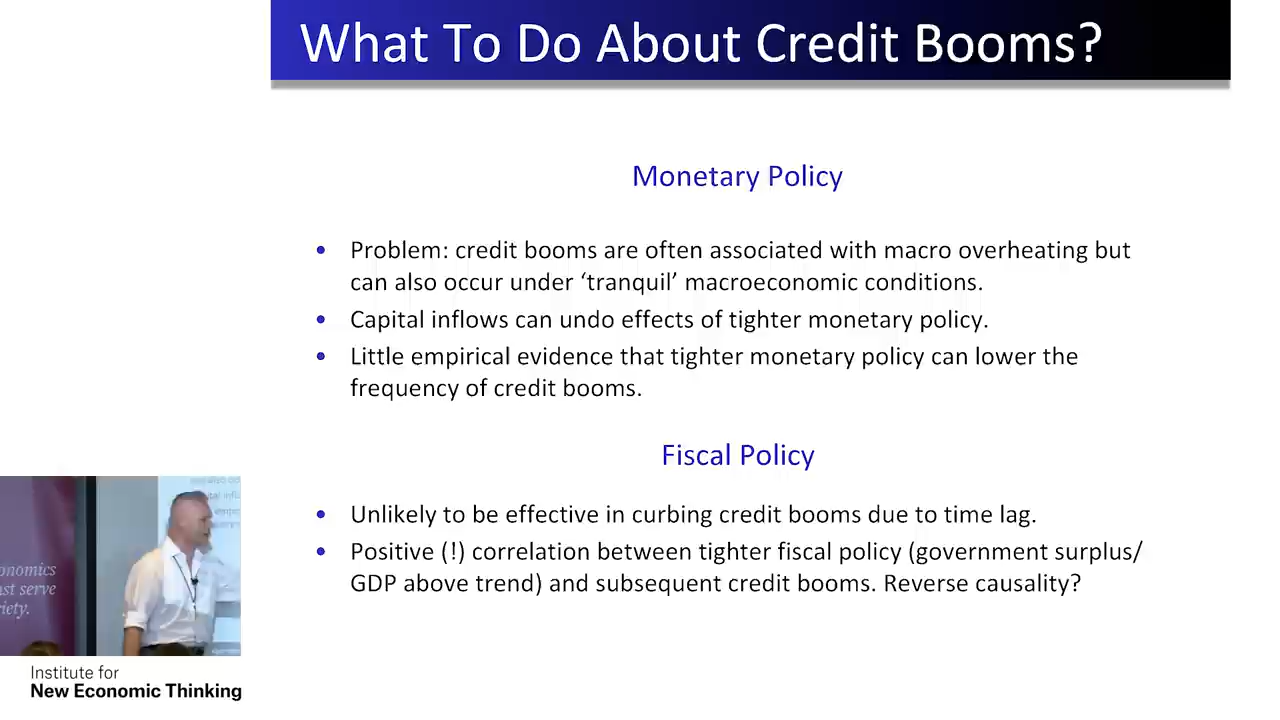 What To Do About Credit Booms?
Monetary Policy
• Problem: credit booms are often associated with macro overheating but
can also occur under ‘tranquil’ macroeconomic conditions.
• Capital inflows can undo effects of tighter monetary policy.
• Little empirical evidence that tighter monetary policy can lower the
frequency of credit booms.
Fiscal Policy
• Unlikely to be effective in curbing credit booms due to time lag.
• Positive (!) correlation between tighter fiscal policy (government surplus/
GDP above trend) and subsequent credit booms. Reverse causality?
onomics
st serve
iety.
Institute for
New Economic Thinking